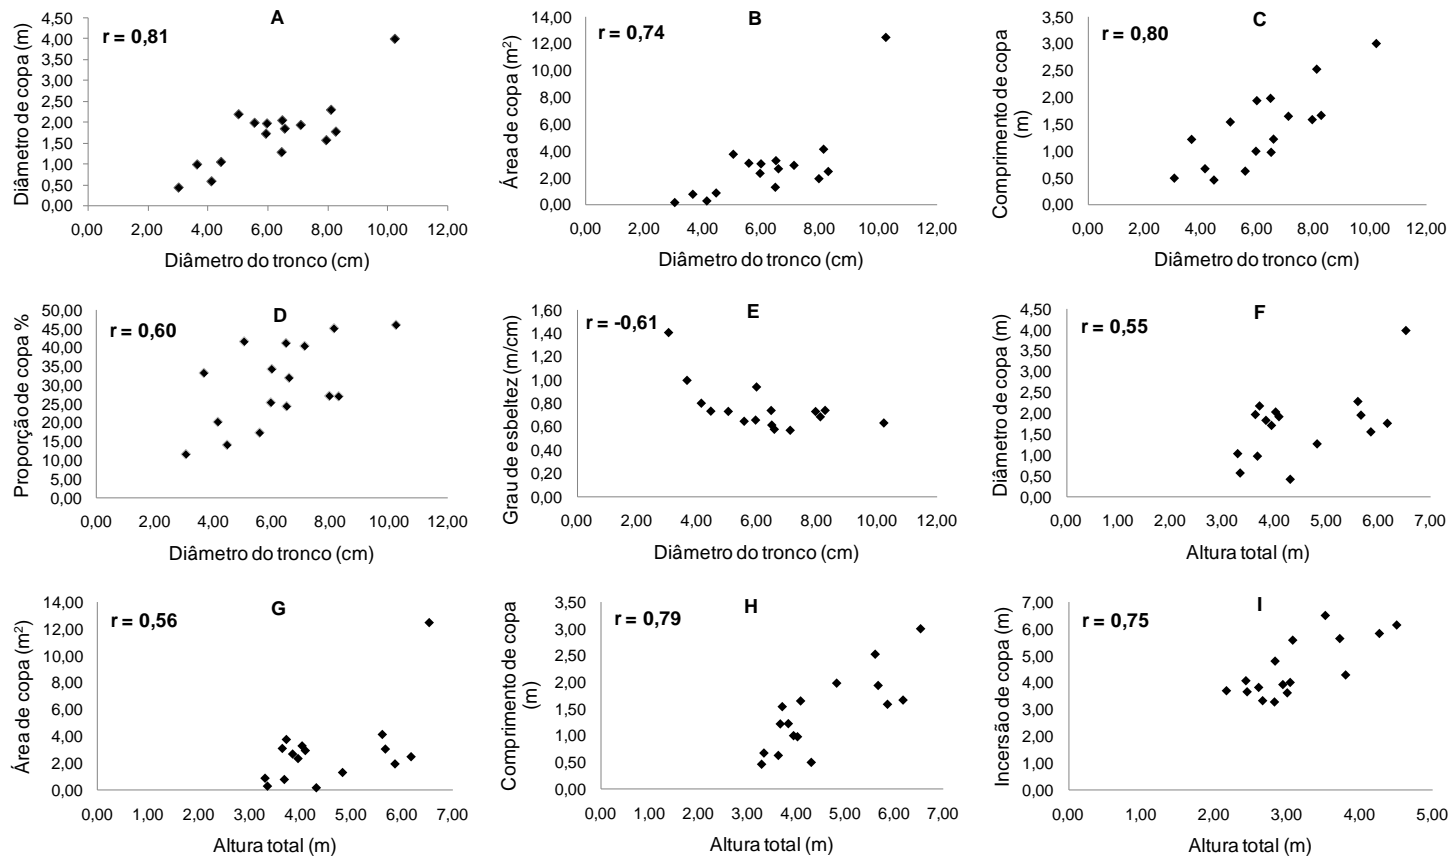 A
r = 0,81
Diâmetro de copa (m)
4,50
4,00
3,50
3,00
2,50
2,00
1,50
1,00
0,50
0,00
0,00 2,00 4,00 6,00 8,00 10,00 12,00
Diâmetro do tronco (cm)
B
r = 0,74
Área de copa (m²)
14,00
12,00
10,00
8,00
6,00
4,00
2,00
0,00
0,00 2,00 4,00 6,00 8,00 10,00 12,00
Diâmetro do tronco (cm)
C
r = 0,80
Comprimento de copa
(m)
3,50
3,00
2,50
2,00
1,50
1,00
0,50
0,00
0,00 2,00 4,00 6,00 8,00 10,00 12,00
Diâmetro do tronco (cm)
D
r = 0,60
Proporção de copa %
50,00
45,00
40,00
35,00
30,00
25,00
20,00
15,00
10,00
5,00
0,00
0,00 2,00 4,00 6,00 8,00 10,00 12,00
Diâmetro do tronco (cm)
E
r = -0,61
Grau de esbeltez (m/cm)
1,60
1,40
1,20
1,00
0,80
0,60
0,40
0,20
0,00
0,00 2,00 4,00 6,00 8,00 10,00 12,00
Diâmetro do tronco (cm)
F
r = 0,55
Diâmetro de copa (m)
4,50
4,00
3,50
3,00
2,50
2,00
1,50
1,00
0,50
0,00
0,00 1,00 2,00 3,00 4,00 5,00 6,00 7,00
Altura total (m)
G
r = 0,56
Área de copa (m²)
14,00
12,00
10,00
8,00
6,00
4,00
2,00
0,00
0,00 1,00 2,00 3,00 4,00 5,00 6,00 7,00
Altura total (m)
H
r = 0,79
Comprimento de copa
(m)
3,50
3,00
2,50
2,00
1,50
1,00
0,50
0,00
0,00 1,00 2,00 3,00 4,00 5,00 6,00 7,00
Altura total (m)
I
r = 0,75
Incersão de copa (m)
7,00
6,00
5,00
4,00
3,00
2,00
1,00
0,00
0,00 1,00 2,00 3,00 4,00 5,00
Altura total (m)